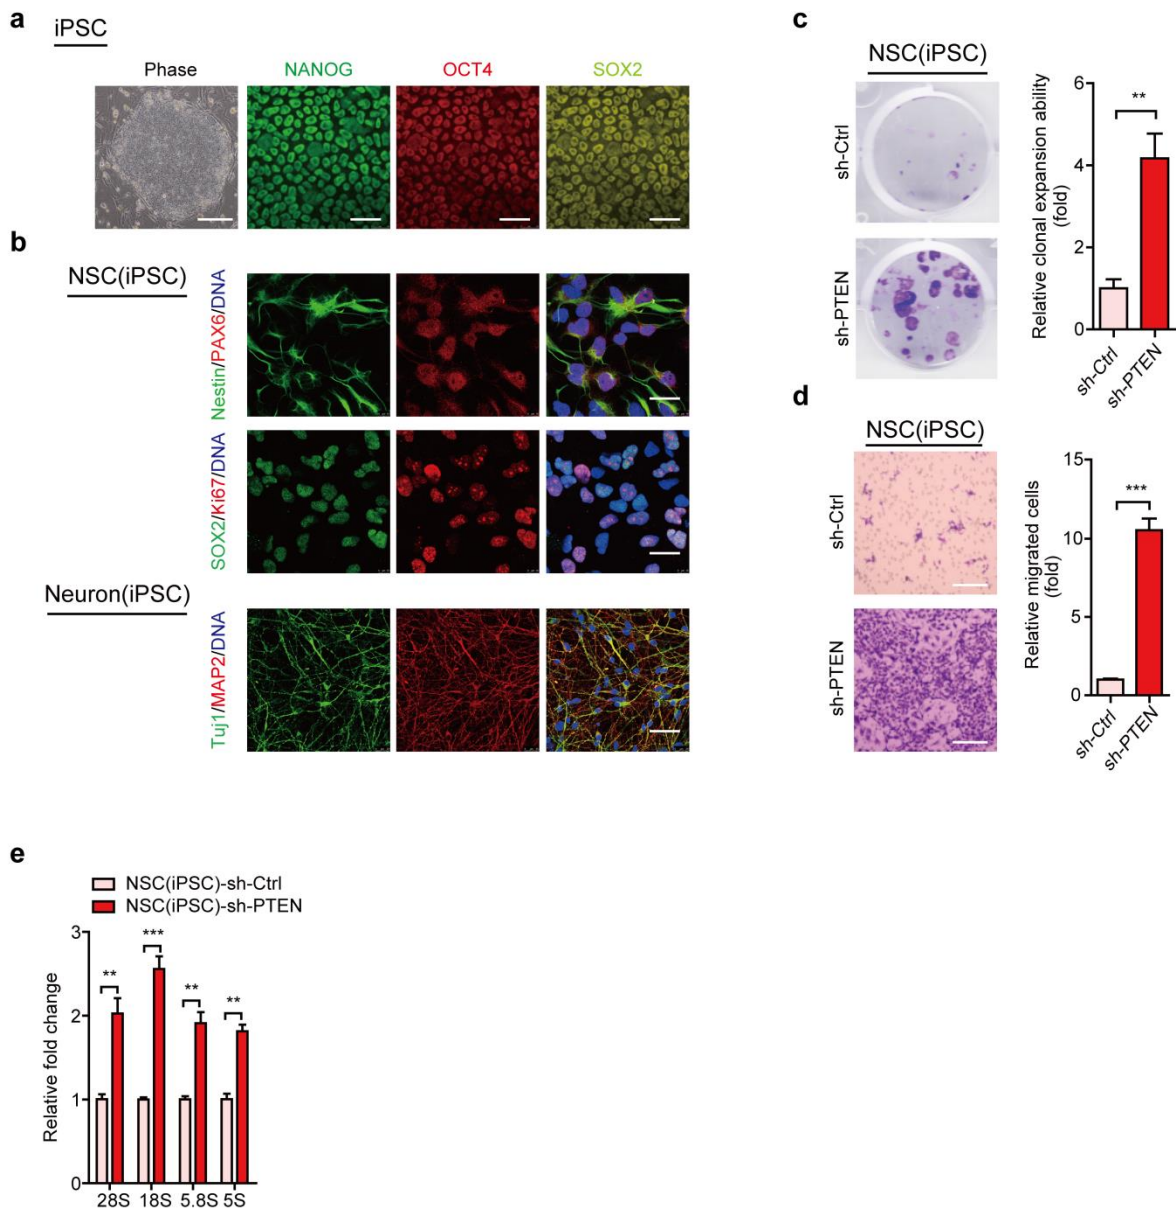 a
iPSC
Phase
NANOG
OCT4
SOX2
b
NSC(iPSC)
Nestin/PAX6/DNA
SOX2/Ki67/DNA
Neuron(iPSC)
Tuj1/MAP2/DNA
c
NSC(iPSC)
sh-Ctrl
sh-PTEN
Relative clonal expansion ability
(fold)
6
4
2
0
**
sh-Ctrl
sh-PTEN
d
NSC(iPSC)
sh-Ctrl
sh-PTEN
Relative migrated cells
(fold)
15
10
5
0
***
sh-Ctrl
sh-PTEN
e
NSC(iPSC)-sh-Ctrl
NSC(iPSC)-sh-PTEN
Relative fold change
3
2
1
0
**
***
**
**
28S 18S 5.8S 5S